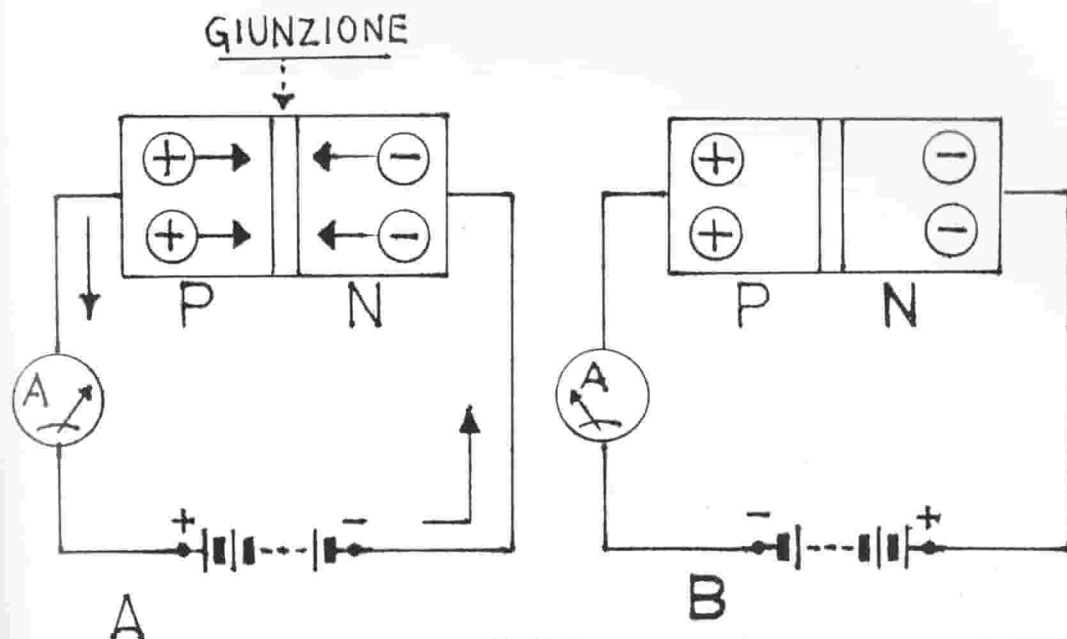 GIUNZIONE
+ − + −
+ − + −
P N P N
A A
+ − − +
A B